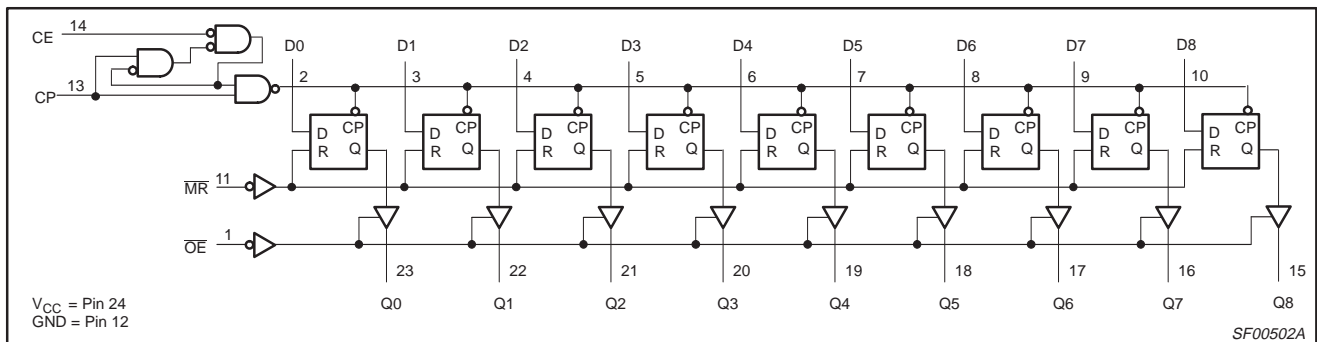 CE 14
D0 D1 D2 D3 D4 D5 D6 D7 D8
2 3 4 5 6 7 8 9 10
CP 13
CP CP CP CP CP CP CP CP CP
D D D D D D D D D
R Q R Q R Q R Q R Q R Q R Q R Q R Q
M̅R̅ 11
O̅E̅ 1
23 22 21 20 19 18 17 16 15
Q0 Q1 Q2 Q3 Q4 Q5 Q6 Q7 Q8
VCC = Pin 24
GND = Pin 12
SF00502A